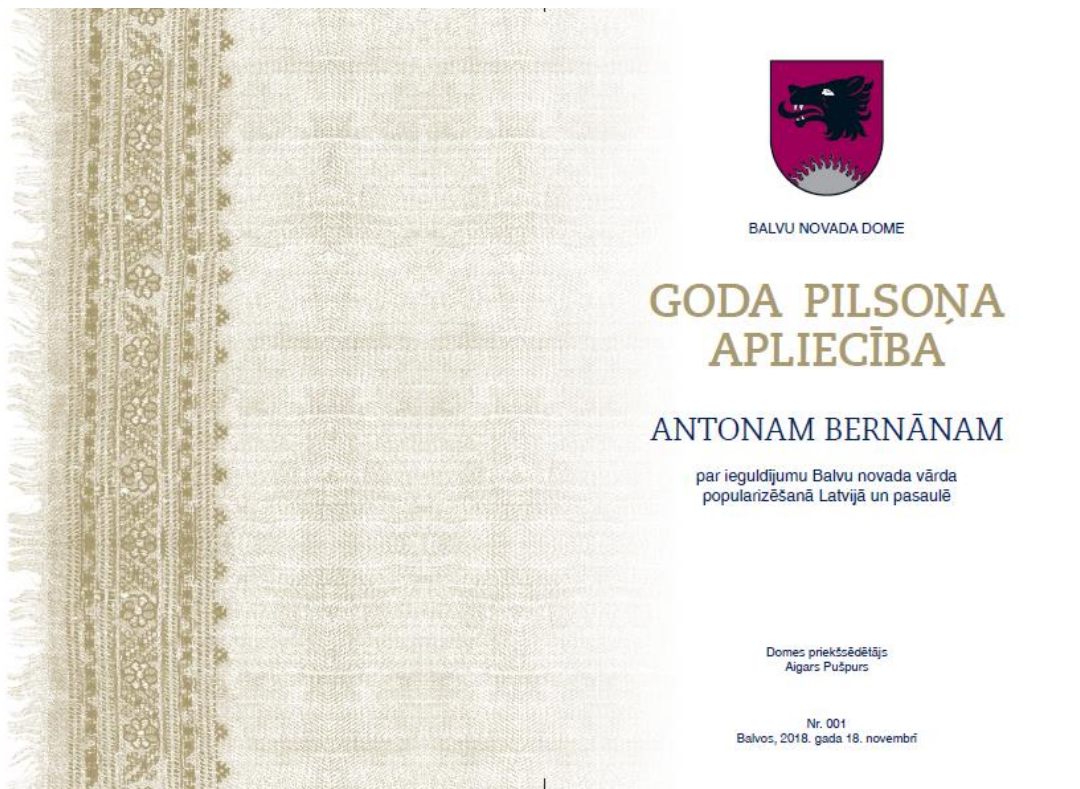 BALVU NOVADA DOME
GODA PILSOŅA
APLIECĪBA
ANTONAM BERNĀNAM
par ieguldījumu Balvu novada vārda
popularizēšanā Latvijā un pasaulē
Domes priekšsēdētājs
Aigars Pušpurs
Nr. 001
Balvos, 2018. gada 18. novembrī